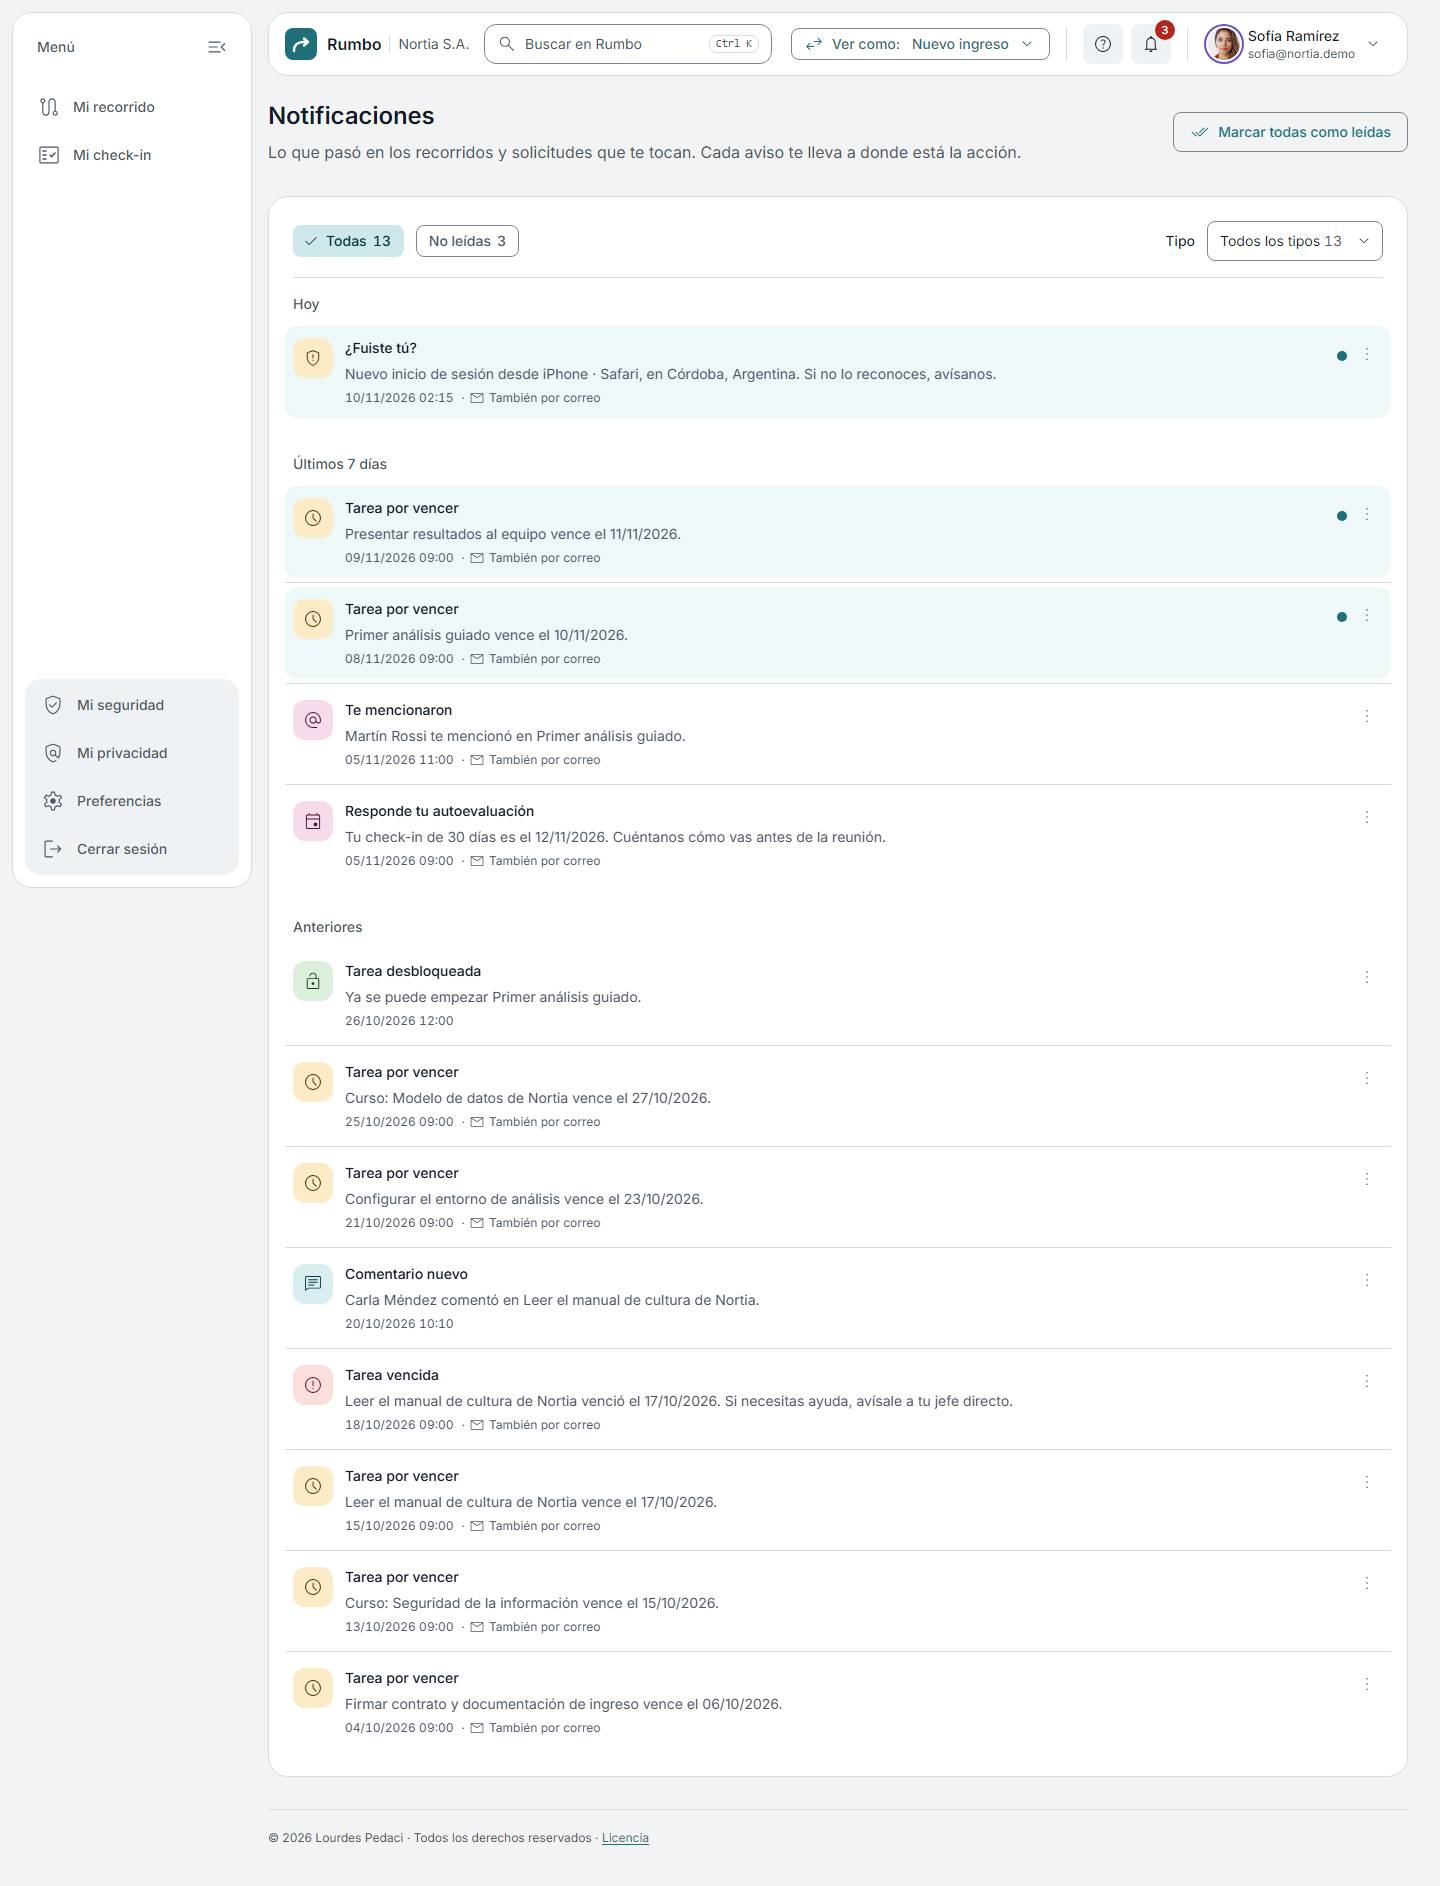 Menú
Mi recorrido
Mi check-in
Mi seguridad
Mi privacidad
Preferencias
Cerrar sesión
Rumbo
Nortia S.A.
Buscar en Rumbo
Ctrl K
Ver como: Nuevo ingreso
3
Sofía Ramírez
sofia@nortia.demo
Notificaciones
Lo que pasó en los recorridos y solicitudes que te tocan. Cada aviso te lleva a donde está la acción.
Marcar todas como leídas
Todas 13
No leídas 3
Tipo
Todos los tipos 13
Hoy
¿Fuiste tú?
Nuevo inicio de sesión desde iPhone · Safari, en Córdoba, Argentina. Si no lo reconoces, avísanos.
10/11/2026 02:15 · También por correo
Últimos 7 días
Tarea por vencer
Presentar resultados al equipo vence el 11/11/2026.
09/11/2026 09:00 · También por correo
Tarea por vencer
Primer análisis guiado vence el 10/11/2026.
08/11/2026 09:00 · También por correo
Te mencionaron
Martín Rossi te mencionó en Primer análisis guiado.
05/11/2026 11:00 · También por correo
Responde tu autoevaluación
Tu check-in de 30 días es el 12/11/2026. Cuéntanos cómo vas antes de la reunión.
05/11/2026 09:00 · También por correo
Anteriores
Tarea desbloqueada
Ya se puede empezar Primer análisis guiado.
26/10/2026 12:00
Tarea por vencer
Curso: Modelo de datos de Nortia vence el 27/10/2026.
25/10/2026 09:00 · También por correo
Tarea por vencer
Configurar el entorno de análisis vence el 23/10/2026.
21/10/2026 09:00 · También por correo
Comentario nuevo
Carla Méndez comentó en Leer el manual de cultura de Nortia.
20/10/2026 10:10
Tarea vencida
Leer el manual de cultura de Nortia venció el 17/10/2026. Si necesitas ayuda, avísale a tu jefe directo.
18/10/2026 09:00 · También por correo
Tarea por vencer
Leer el manual de cultura de Nortia vence el 17/10/2026.
15/10/2026 09:00 · También por correo
Tarea por vencer
Curso: Seguridad de la información vence el 15/10/2026.
13/10/2026 09:00 · También por correo
Tarea por vencer
Firmar contrato y documentación de ingreso vence el 06/10/2026.
04/10/2026 09:00 · También por correo
© 2026 Lourdes Pedaci · Todos los derechos reservados · Licencia